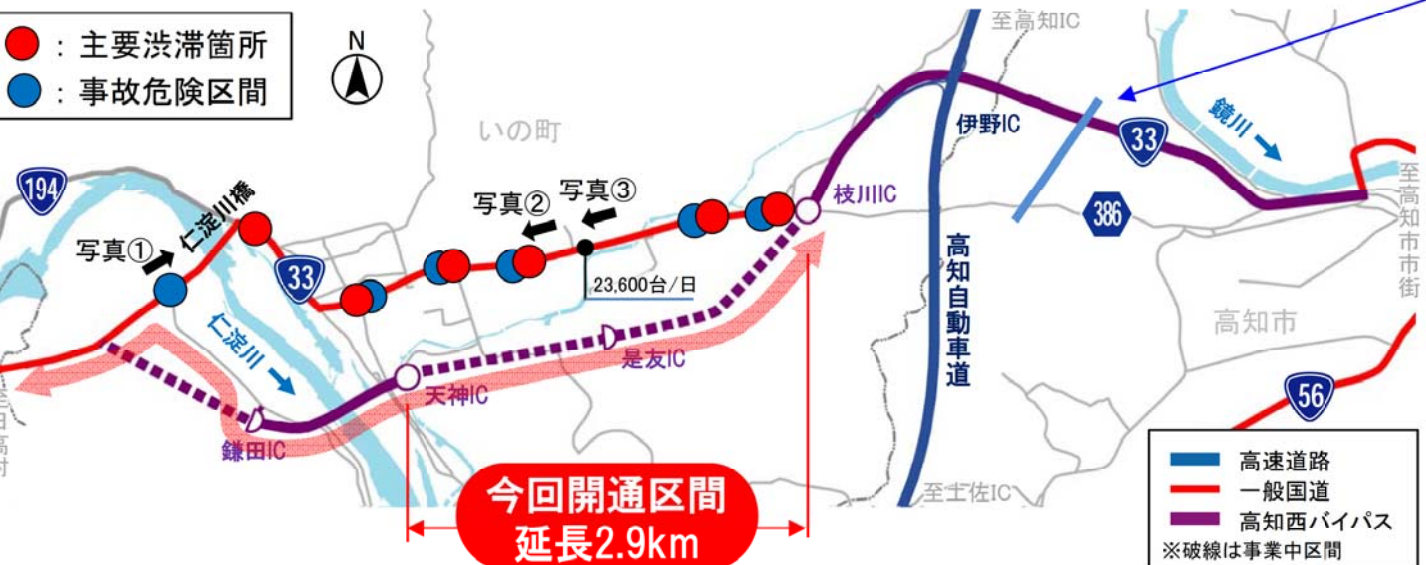 ：主要渋滞箇所
：事故危険区間
N
至高知IC
いの町
伊野IC
33
鏡川
194
仁淀川橋
写真①
写真②
写真③
枝川IC
386
至高知市市街
33
23,600台/日
高知自動車道
高知市
仁淀川
是友IC
天神IC
56
至日高村
鎌田IC
至土佐IC
今回開通区間
延長2.9km
高速道路
一般国道
高知西バイパス
※破線は事業中区間